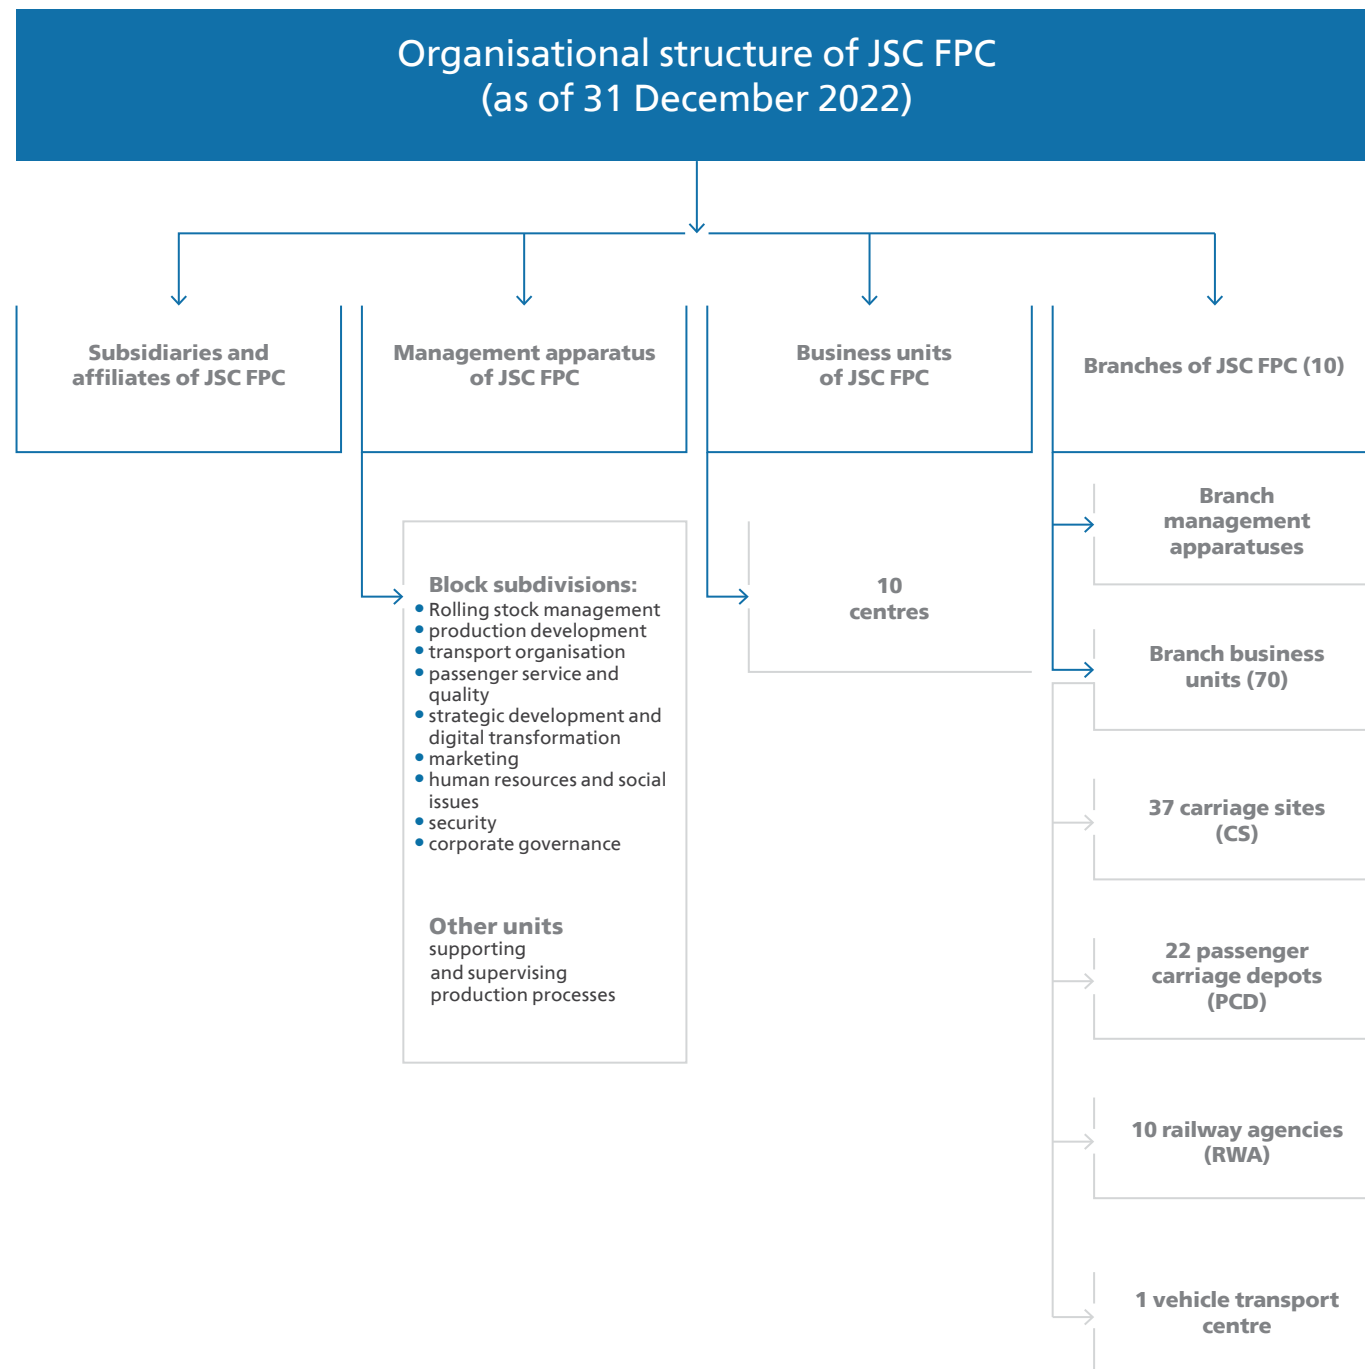 Organisational structure of JSC FPC
(as of 31 December 2022)
Subsidiaries and
affiliates of JSC FPC
Management apparatus
of JSC FPC
Business units
of JSC FPC
Branches of JSC FPC (10)
Block subdivisions:
• Rolling stock management
• production development
• transport organisation
• passenger service and
quality
• strategic development and
digital transformation
• marketing
• human resources and social
issues
• security
• corporate governance
Other units
supporting
and supervising
production processes
10
centres
Branch
management
apparatuses
Branch business
units (70)
37 carriage sites
(CS)
22 passenger
carriage depots
(PCD)
10 railway agencies
(RWA)
1 vehicle transport
centre